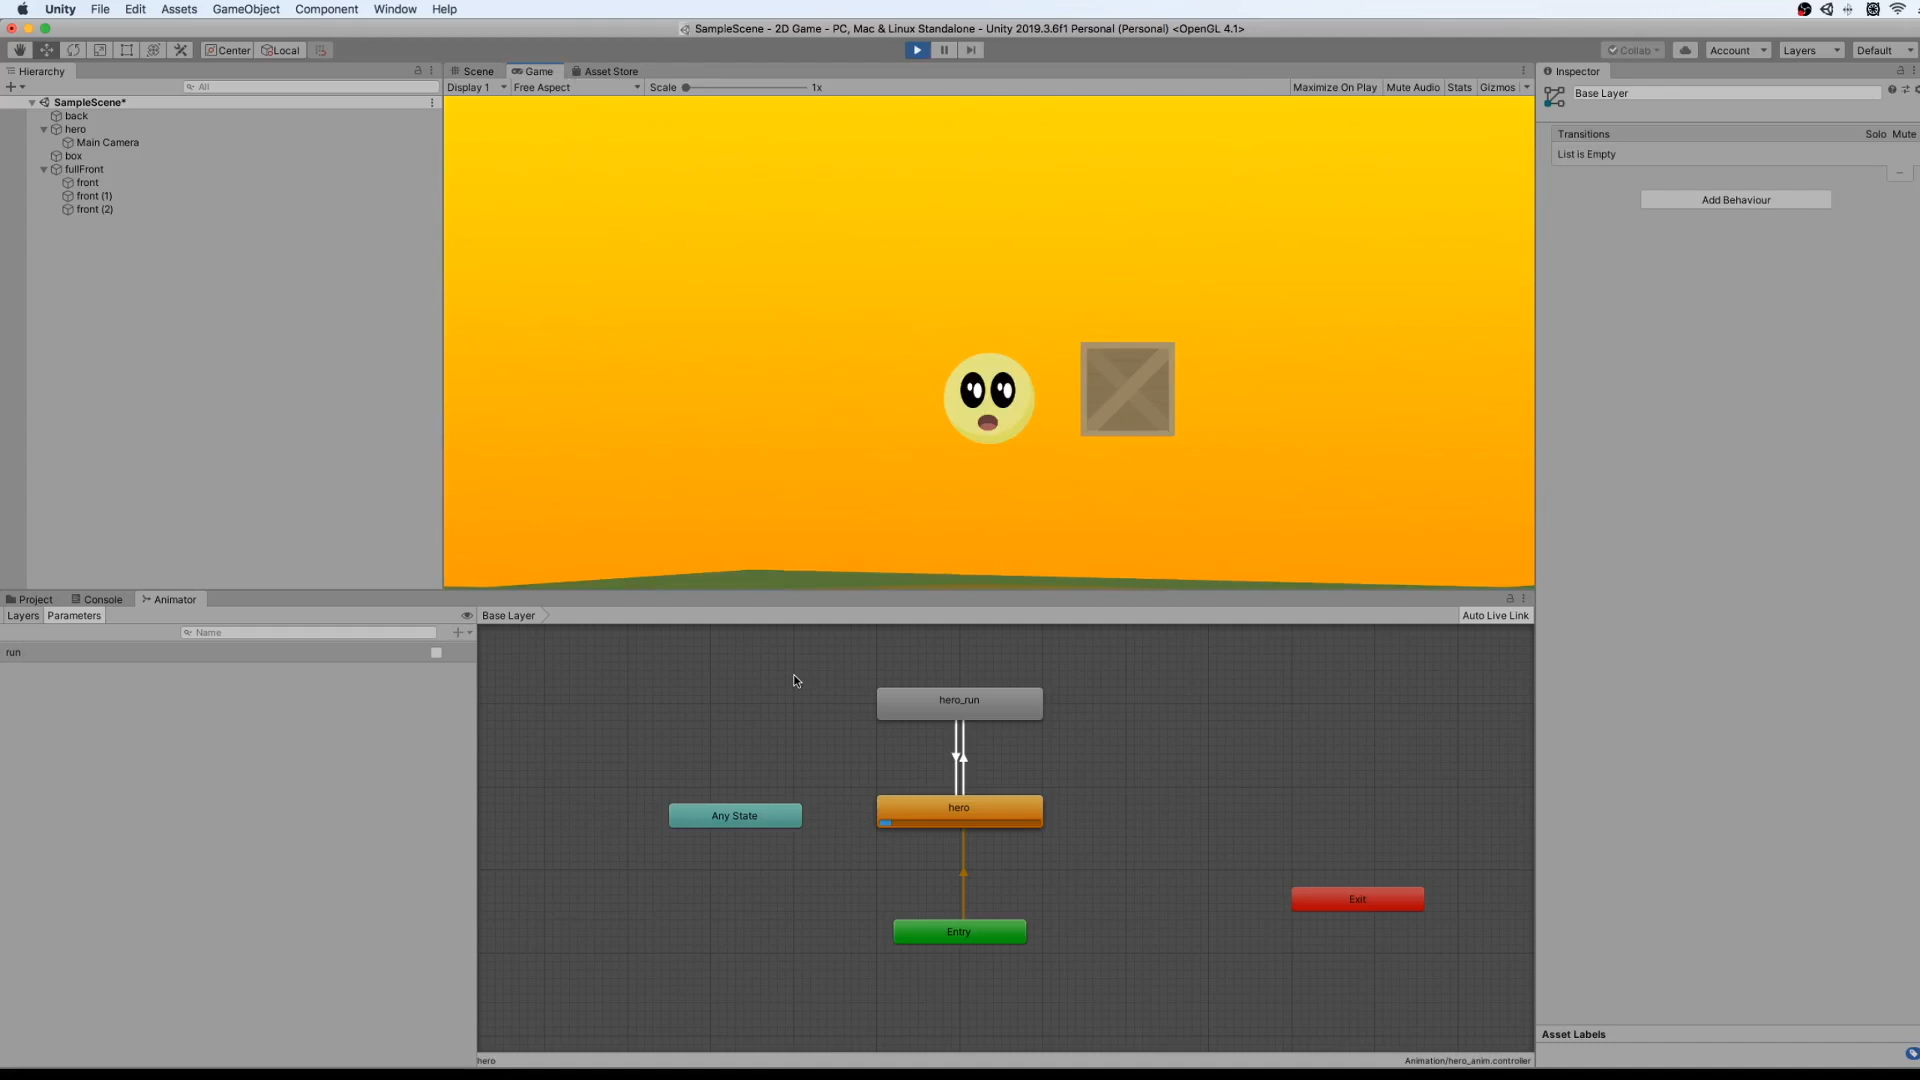 Unity File Edit Assets GameObject Component Window Help
SampleScene - 2D Game - PC, Mac & Linux Standalone - Unity 2019.3.6f1 Personal (Personal) <OpenGL 4.1>
Center Local Collab Account Layers Default
Hierarchy Scene Game Asset Store Inspector
All Display 1 Free Aspect Scale 1x Maximize On Play Mute Audio Stats Gizmos
Base Layer
SampleScene*
back
hero
Main Camera
box
fullFront
front
front (1)
front (2)
Transitions Solo Mute
List is Empty
Add Behaviour
Project Console Animator
Layers Parameters Base Layer Auto Live Link
Name
run
hero_run
hero
Any State
Exit
Entry
Asset Labels
hero Animation/hero_anim.controller